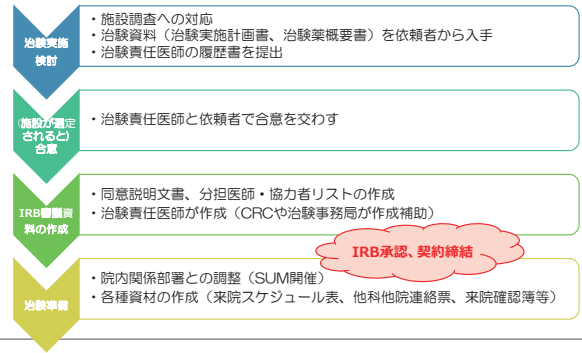 治験実施
検討
・施設調査への対応
・治験資料（治験実施計画書、治験薬概要書）を依頼者から入手
・治験責任医師の履歴書を提出
(施設が選定
されると)
合意
・治験責任医師と依頼者で合意を交わす
IRB審議資
料の作成
・同意説明文書、分担医師・協力者リストの作成
・治験責任医師が作成（CRCや治験事務局が作成補助）
IRB承認、契約締結
治験準備
・院内関係部署との調整（SUM開催）
・各種資材の作成（来院スケジュール表、他科他院連絡票、来院確認簿等）